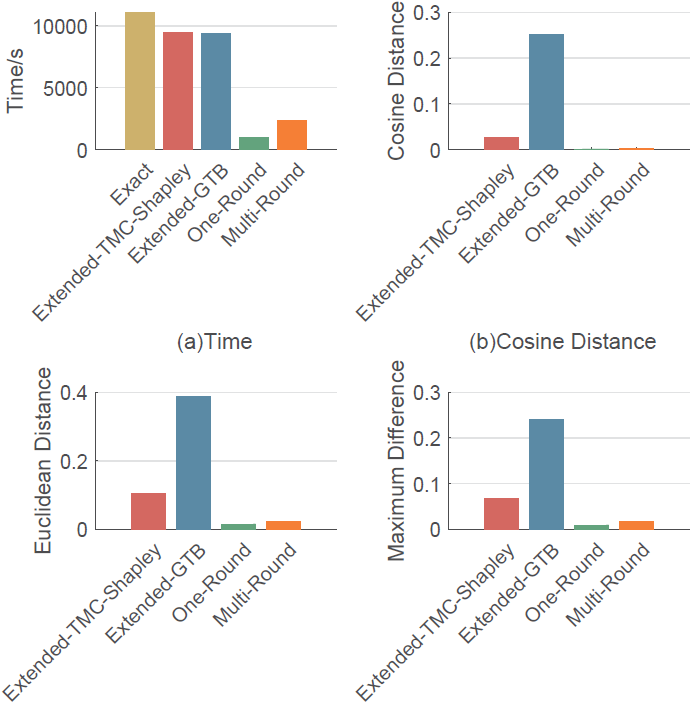 10000
5000
0
Time/s
Exact
Extended-TMC-Shapley
Extended-GTB
One-Round
Multi-Round
(a)Time
0.3
0.2
0.1
0
Cosine Distance
Extended-TMC-Shapley
Extended-GTB
One-Round
Multi-Round
(b)Cosine Distance
0.4
0.2
0
Euclidean Distance
Extended-TMC-Shapley
Extended-GTB
One-Round
Multi-Round
0.3
0.2
0.1
0
Maximum Difference
Extended-TMC-Shapley
Extended-GTB
One-Round
Multi-Round